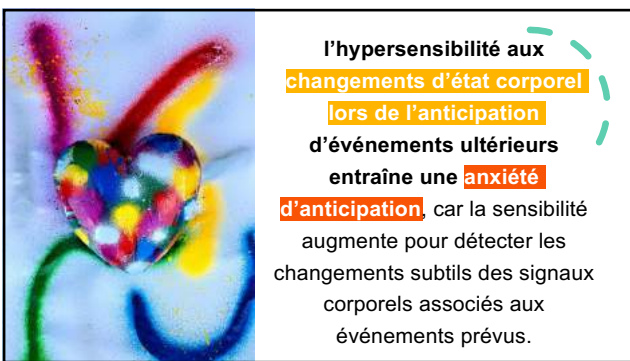 l'hypersensibilité aux
changements d'état corporel
lors de l'anticipation
d'événements ultérieurs
entraîne une anxiété
d'anticipation, car la sensibilité
augmente pour détecter les
changements subtils des signaux
corporels associés aux
événements prévus.